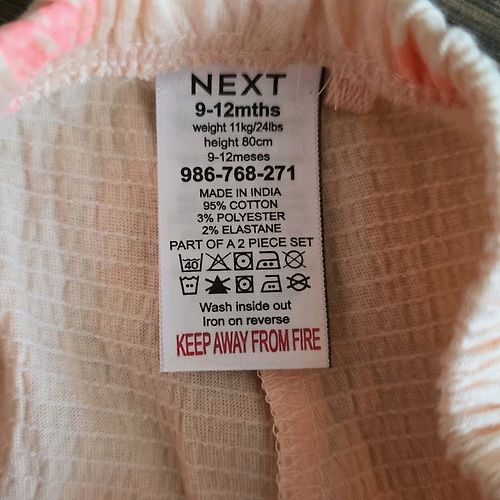 NEXT
9-12mths
weight 11kg/24lbs
height 80cm
9-12meses
986-768-271
MADE IN INDIA
95% COTTON
3% POLYESTER
2% ELASTANE
PART OF A 2 PIECE SET
40
Wash inside out
Iron on reverse
KEEP AWAY FROM FIRE